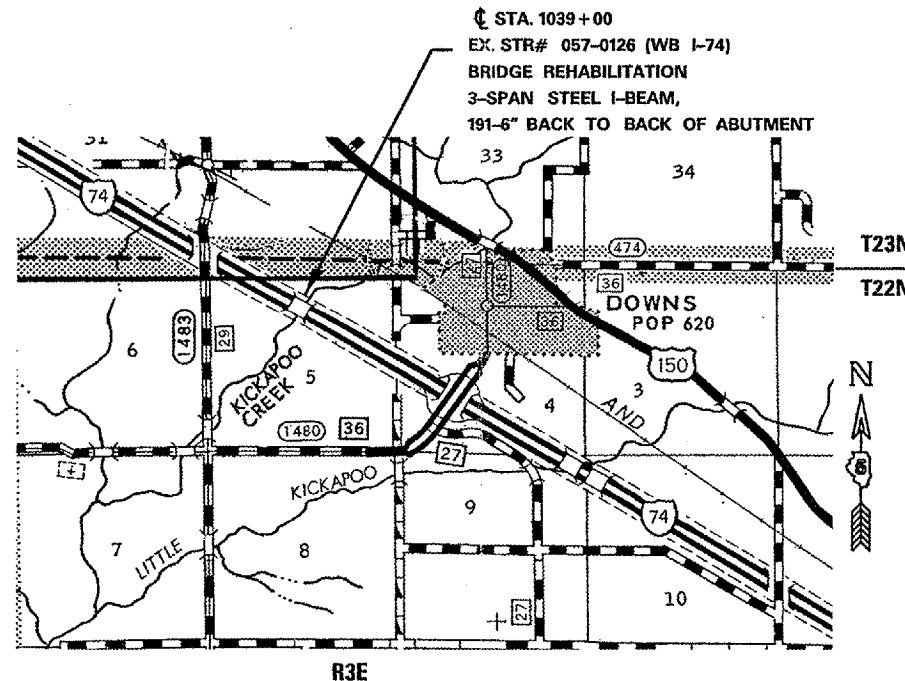 ℄ STA. 1039+00
EX. STR# 057-0126 (WB I-74)
BRIDGE REHABILITATION
3-SPAN STEEL I-BEAM,
191-6" BACK TO BACK OF ABUTMENT
31
33
34
74
474
T23N
36
T22N
DOWNS
POP 620
36
6
1483
29
5
KICKAPOO
CREEK
150
3
4
AND
N
1480
36
27
KICKAPOO
LITTLE
9
74
7
8
10
27
R3E